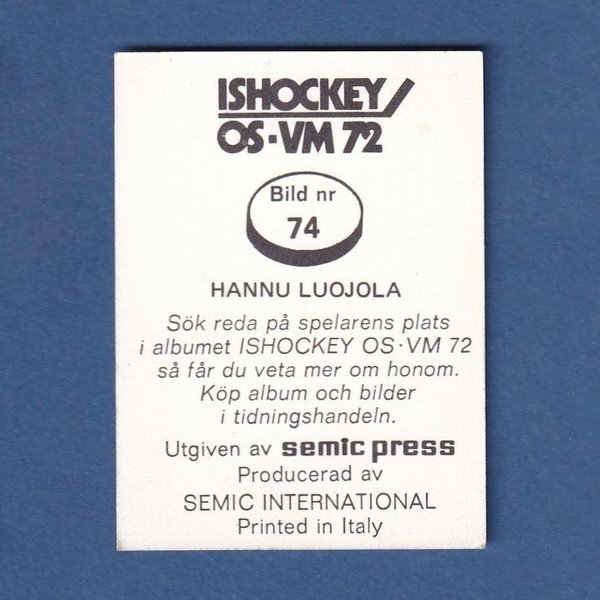 ISHOCKEY/
OS·VM 72
Bild nr
74
HANNU LUOJOLA
Sök reda på spelarens plats
i albumet ISHOCKEY OS·VM 72
så får du veta mer om honom.
Köp album och bilder
i tidningshandeln.
Utgiven av semic press
Producerad av
SEMIC INTERNATIONAL
Printed in Italy